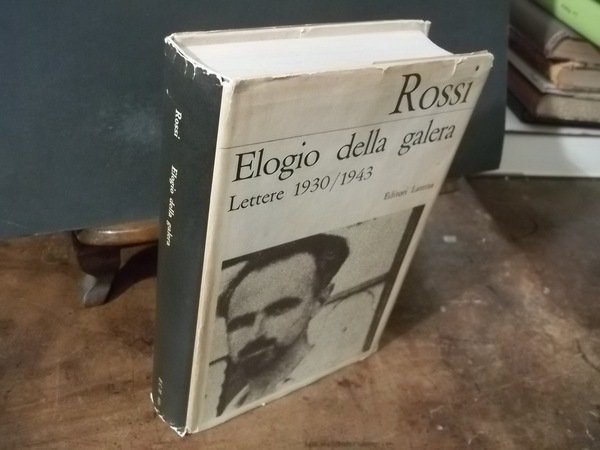 Rossi
Elogio della galera
Lettere 1930/1943
Editori Laterza
Rossi
Elogio della galera